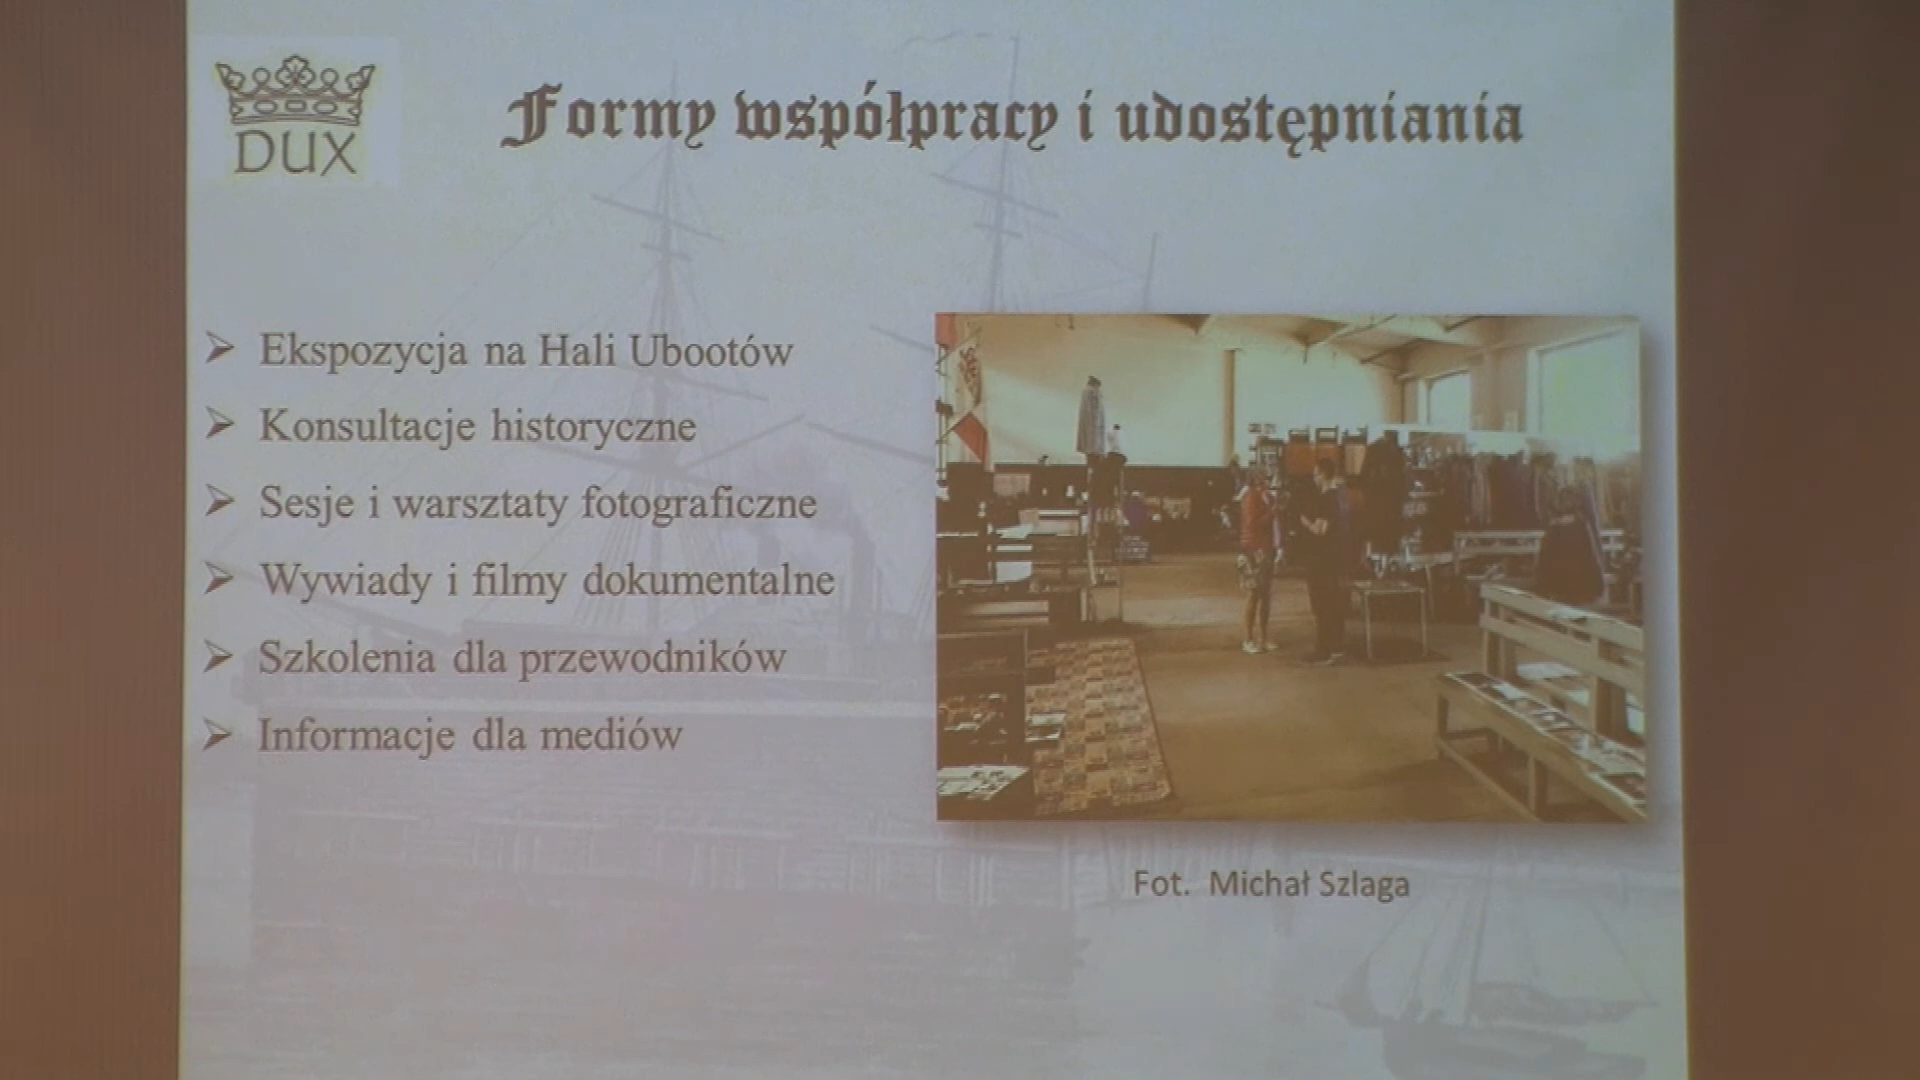 DUX
Formy współpracy i udostępniania
Ekspozycja na Hali Ubootów
Konsultacje historyczne
Sesje i warsztaty fotograficzne
Wywiady i filmy dokumentalne
Szkolenia dla przewodników
Informacje dla mediów
Fot. Michał Szlaga